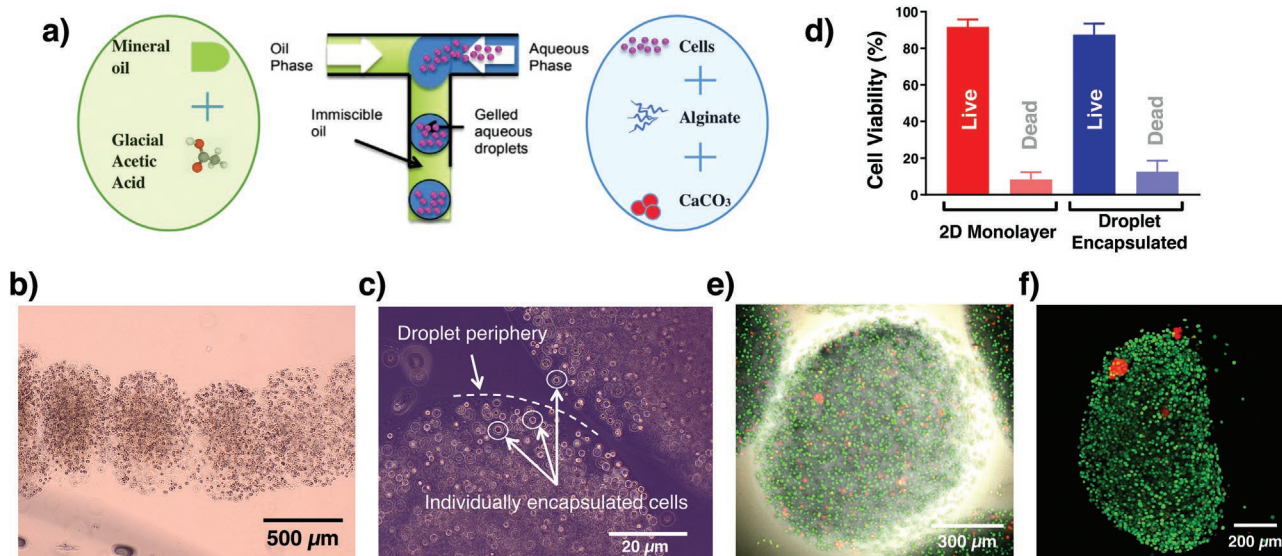 a)
Mineral
oil
Glacial
Acetic
Acid
Oil
Phase
Aqueous
Phase
Immiscible
oil
Gelled
aqueous
droplets
Cells
Alginate
CaCO₃
d)
Cell Viability (%)
100
80
60
40
20
0
Live
Dead
Live
Dead
2D Monolayer
Droplet
Encapsulated
b)
500 µm
c)
Droplet periphery
Individually encapsulated cells
20 µm
e)
300 µm
f)
200 µm